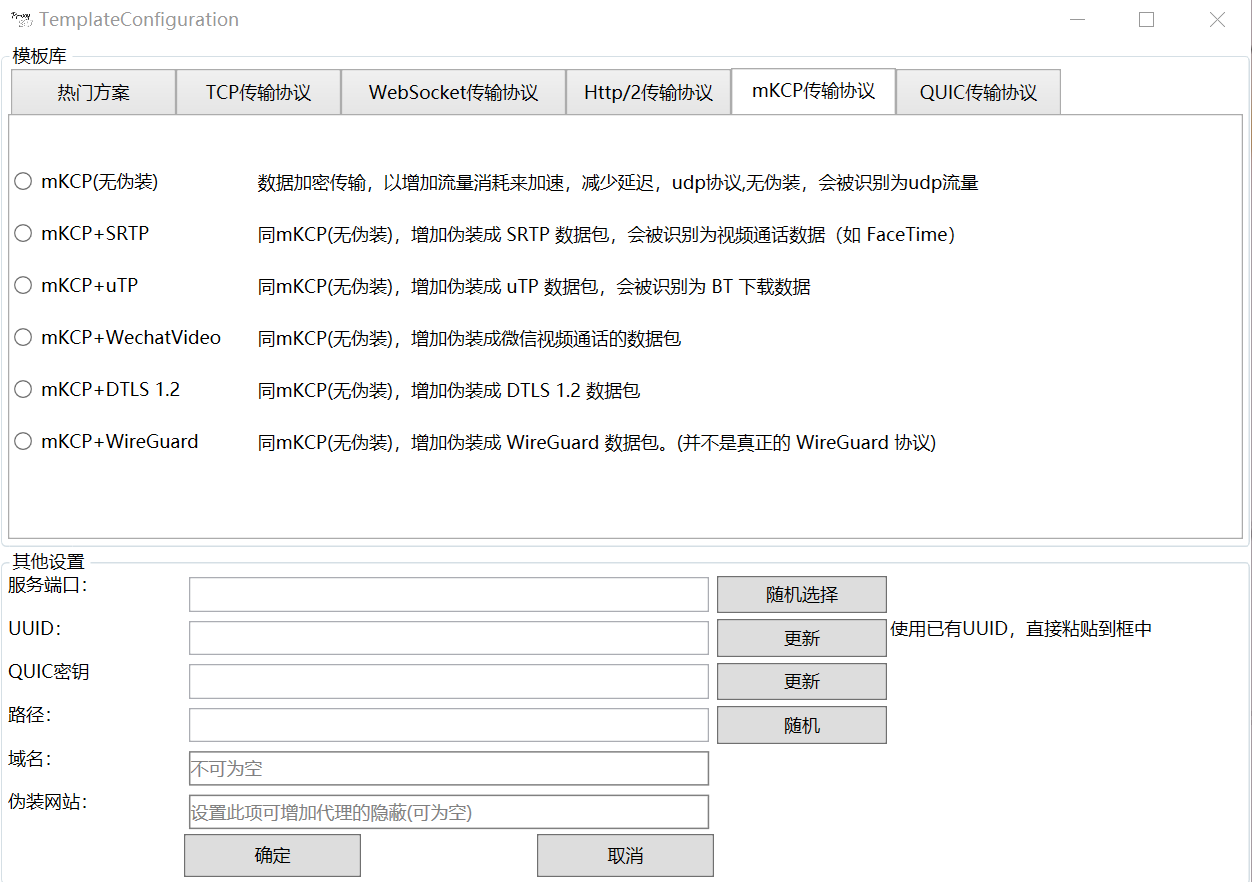 TemplateConfiguration
模板库
热门方案 TCP传输协议 WebSocket传输协议 Http/2传输协议 mKCP传输协议 QUIC传输协议
mKCP(无伪装) 数据加密传输，以增加流量消耗来加速，减少延迟，udp协议,无伪装，会被识别为udp流量
mKCP+SRTP 同mKCP(无伪装)，增加伪装成 SRTP 数据包，会被识别为视频通话数据（如 FaceTime）
mKCP+uTP 同mKCP(无伪装)，增加伪装成 uTP 数据包，会被识别为 BT 下载数据
mKCP+WechatVideo 同mKCP(无伪装)，增加伪装成微信视频通话的数据包
mKCP+DTLS 1.2 同mKCP(无伪装)，增加伪装成 DTLS 1.2 数据包
mKCP+WireGuard 同mKCP(无伪装)，增加伪装成 WireGuard 数据包。(并不是真正的 WireGuard 协议)
其他设置
服务端口： 随机选择
UUID： 更新 使用已有UUID，直接粘贴到框中
QUIC密钥 更新
路径： 随机
域名： 不可为空
伪装网站： 设置此项可增加代理的隐蔽(可为空)
确定 取消